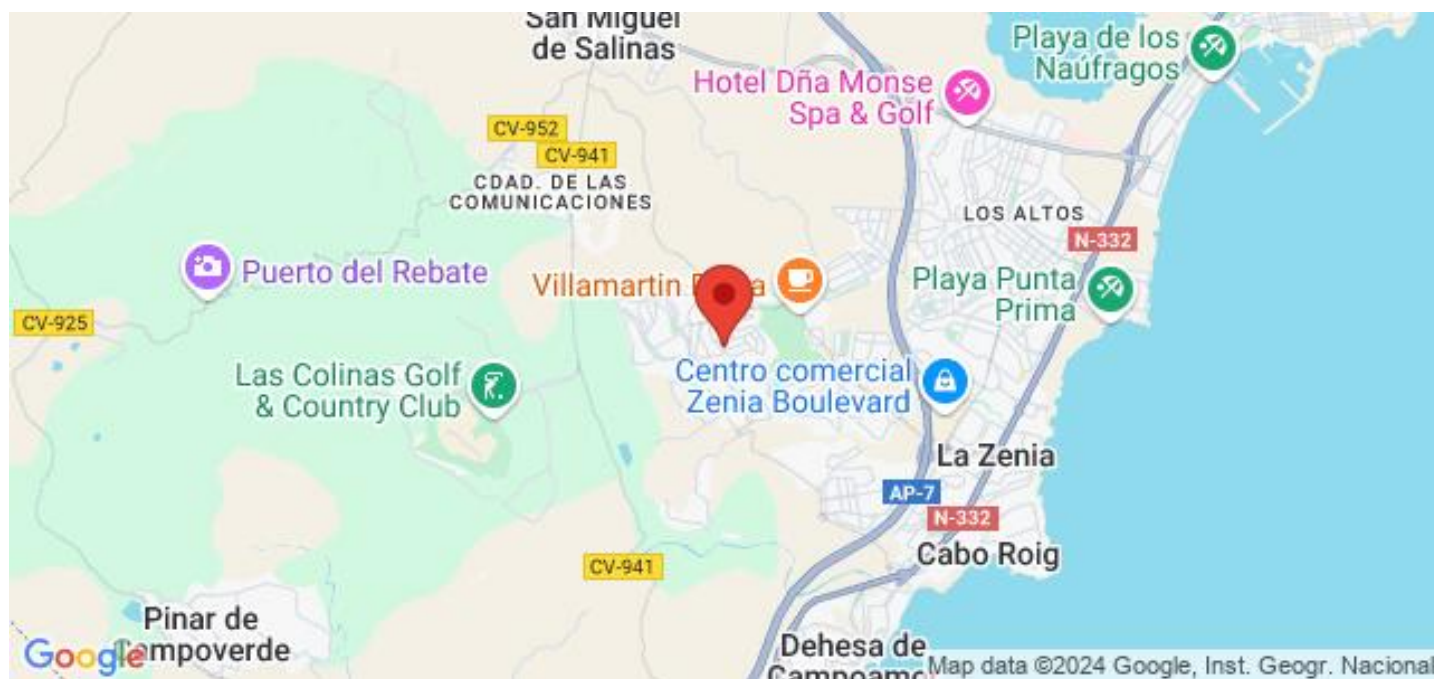 San Miguel
de Salinas
Playa de los
Naúfragos
Hotel Dña Monse
Spa & Golf
CV-952
CV-941
CDAD. DE LAS
COMUNICACIONES
LOS ALTOS
N-332
Puerto del Rebate
Villamartin
Playa Punta
Prima
CV-925
Las Colinas Golf
& Country Club
Centro comercial
Zenia Boulevard
La Zenia
AP-7
N-332
Cabo Roig
CV-941
Pinar de
Campoverde
Dehesa de
Campoamor
Google
Map data ©2024 Google, Inst. Geogr. Nacional